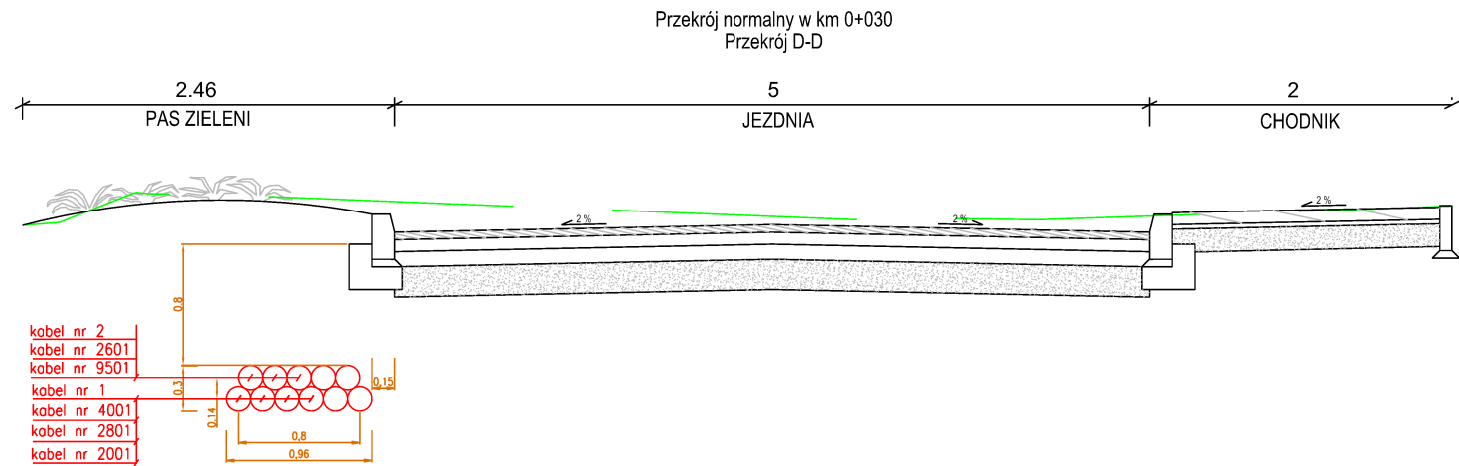 Przekrój normalny w km 0+030
Przekrój D-D
2.46
5
2
PAS ZIELENI
JEZDNIA
CHODNIK
2 %
2 %
2 %
0.8
kabel nr 2
kabel nr 2601
kabel nr 9501
kabel nr 1
kabel nr 4001
kabel nr 2801
kabel nr 2001
0.3
0.14
0,15
0,8
0,96